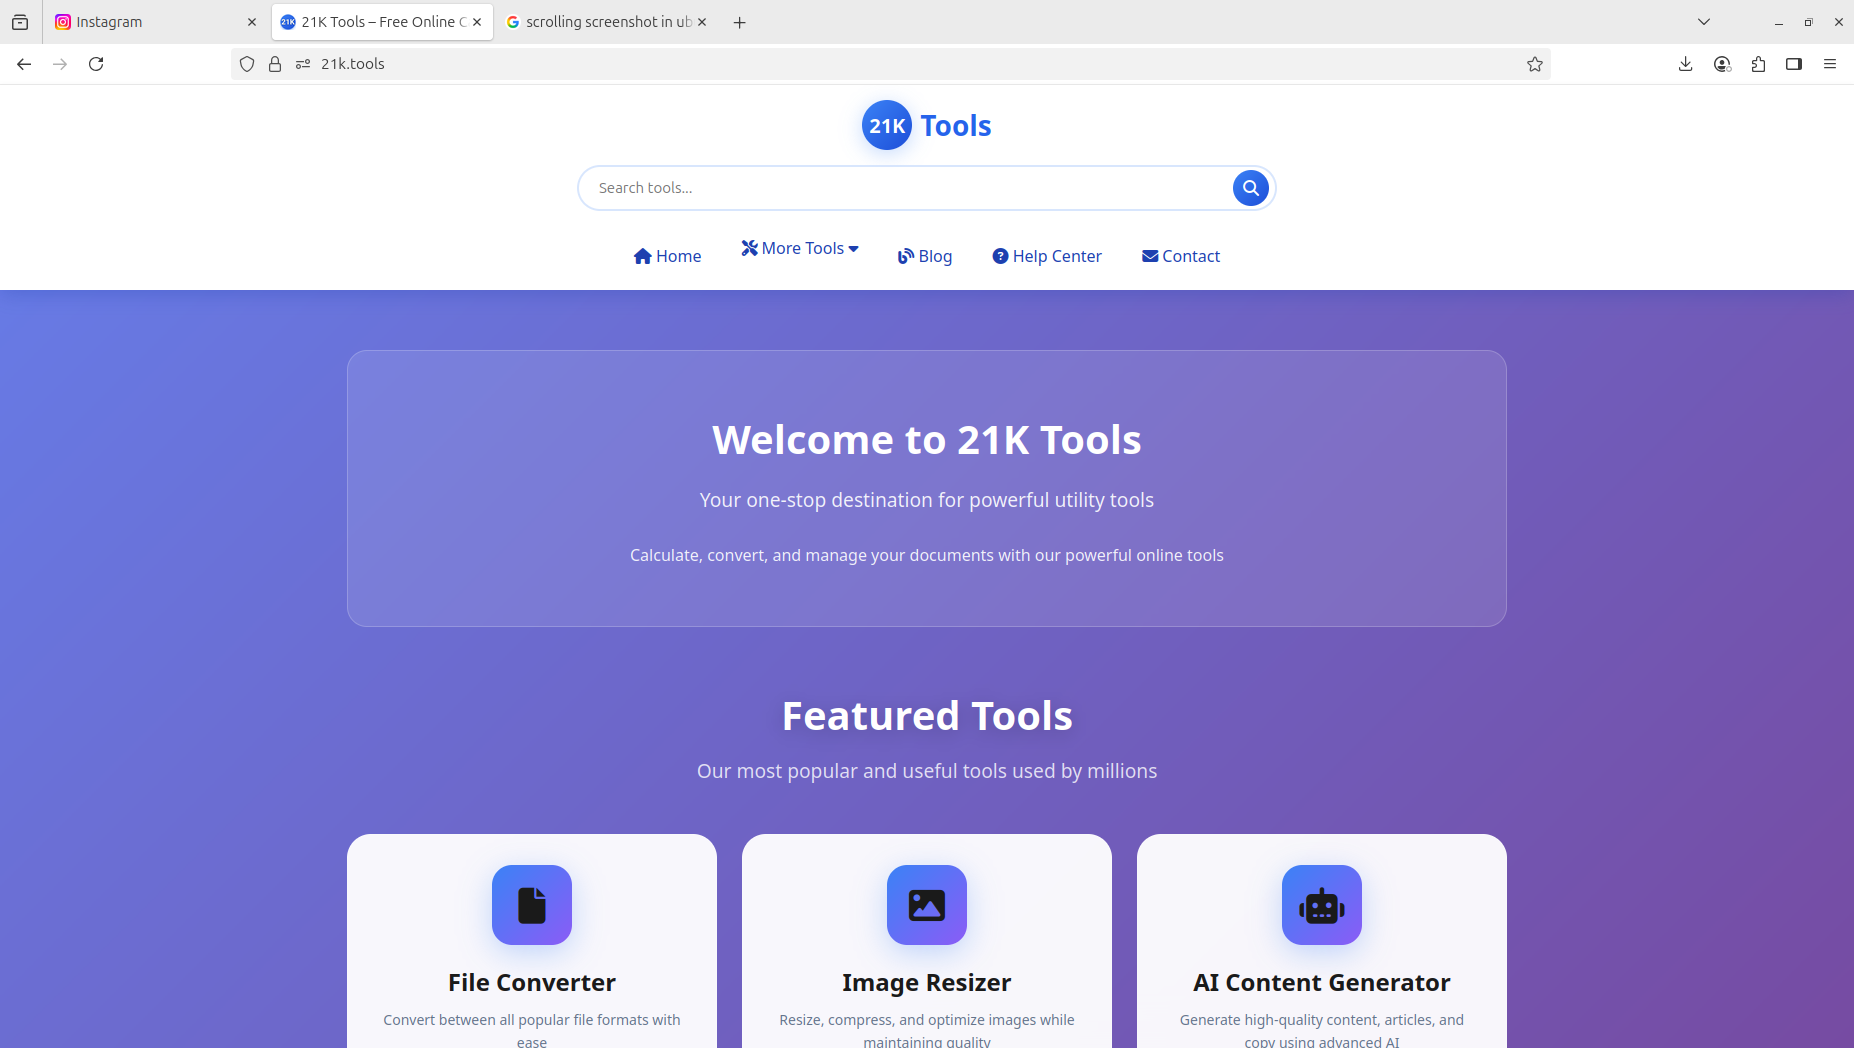 Instagram
21K Tools – Free Online C
scrolling screenshot in ub
21k.tools
21K Tools
Search tools...
Home More Tools Blog Help Center Contact
Welcome to 21K Tools
Your one-stop destination for powerful utility tools
Calculate, convert, and manage your documents with our powerful online tools
Featured Tools
Our most popular and useful tools used by millions
File Converter
Convert between all popular file formats with
ease
Image Resizer
Resize, compress, and optimize images while
maintaining quality
AI Content Generator
Generate high-quality content, articles, and
copy using advanced AI